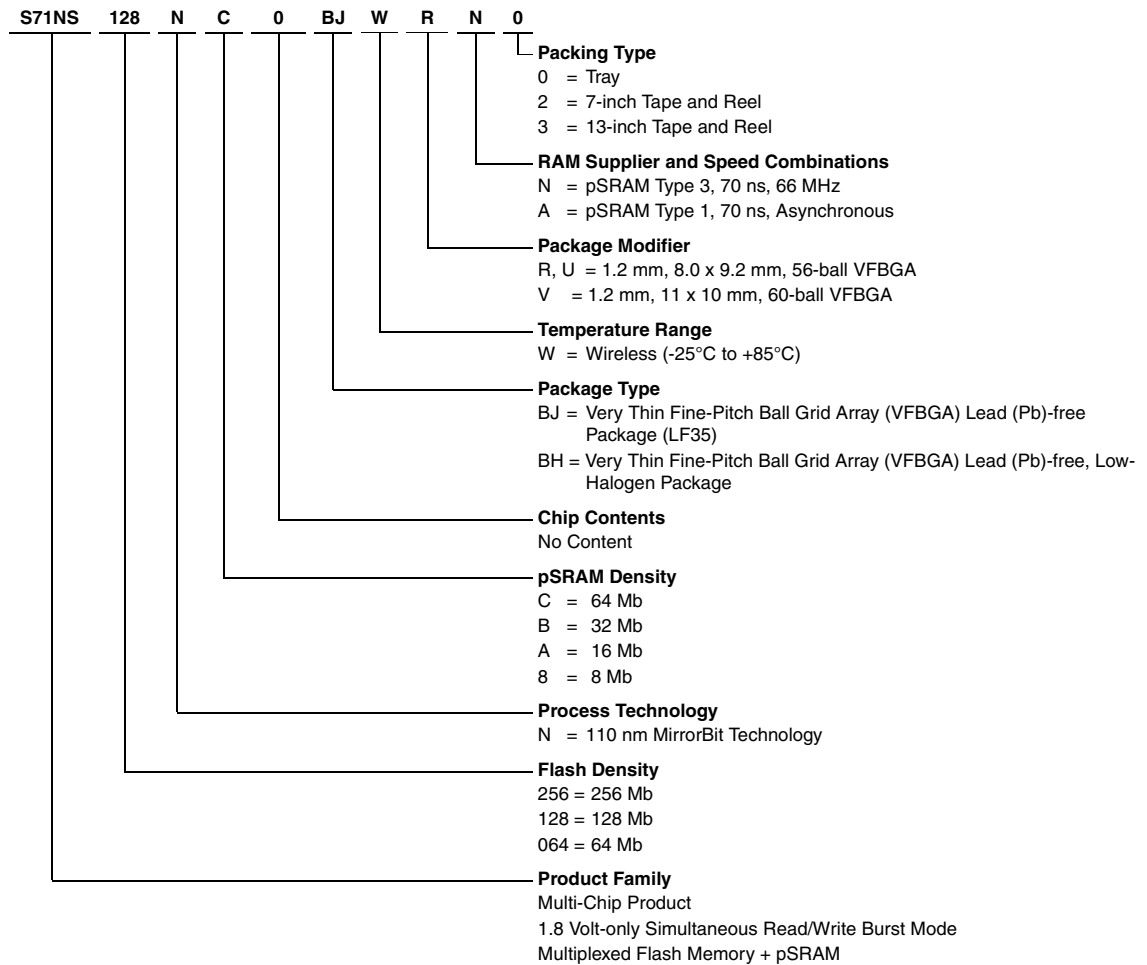 S71NS 128 N C 0 BJ W R N 0
Packing Type
0 = Tray
2 = 7-inch Tape and Reel
3 = 13-inch Tape and Reel
RAM Supplier and Speed Combinations
N = pSRAM Type 3, 70 ns, 66 MHz
A = pSRAM Type 1, 70 ns, Asynchronous
Package Modifier
R, U = 1.2 mm, 8.0 x 9.2 mm, 56-ball VFBGA
V = 1.2 mm, 11 x 10 mm, 60-ball VFBGA
Temperature Range
W = Wireless (-25°C to +85°C)
Package Type
BJ = Very Thin Fine-Pitch Ball Grid Array (VFBGA) Lead (Pb)-free
Package (LF35)
BH = Very Thin Fine-Pitch Ball Grid Array (VFBGA) Lead (Pb)-free, Low-
Halogen Package
Chip Contents
No Content
pSRAM Density
C = 64 Mb
B = 32 Mb
A = 16 Mb
8 = 8 Mb
Process Technology
N = 110 nm MirrorBit Technology
Flash Density
256 = 256 Mb
128 = 128 Mb
064 = 64 Mb
Product Family
Multi-Chip Product
1.8 Volt-only Simultaneous Read/Write Burst Mode
Multiplexed Flash Memory + pSRAM